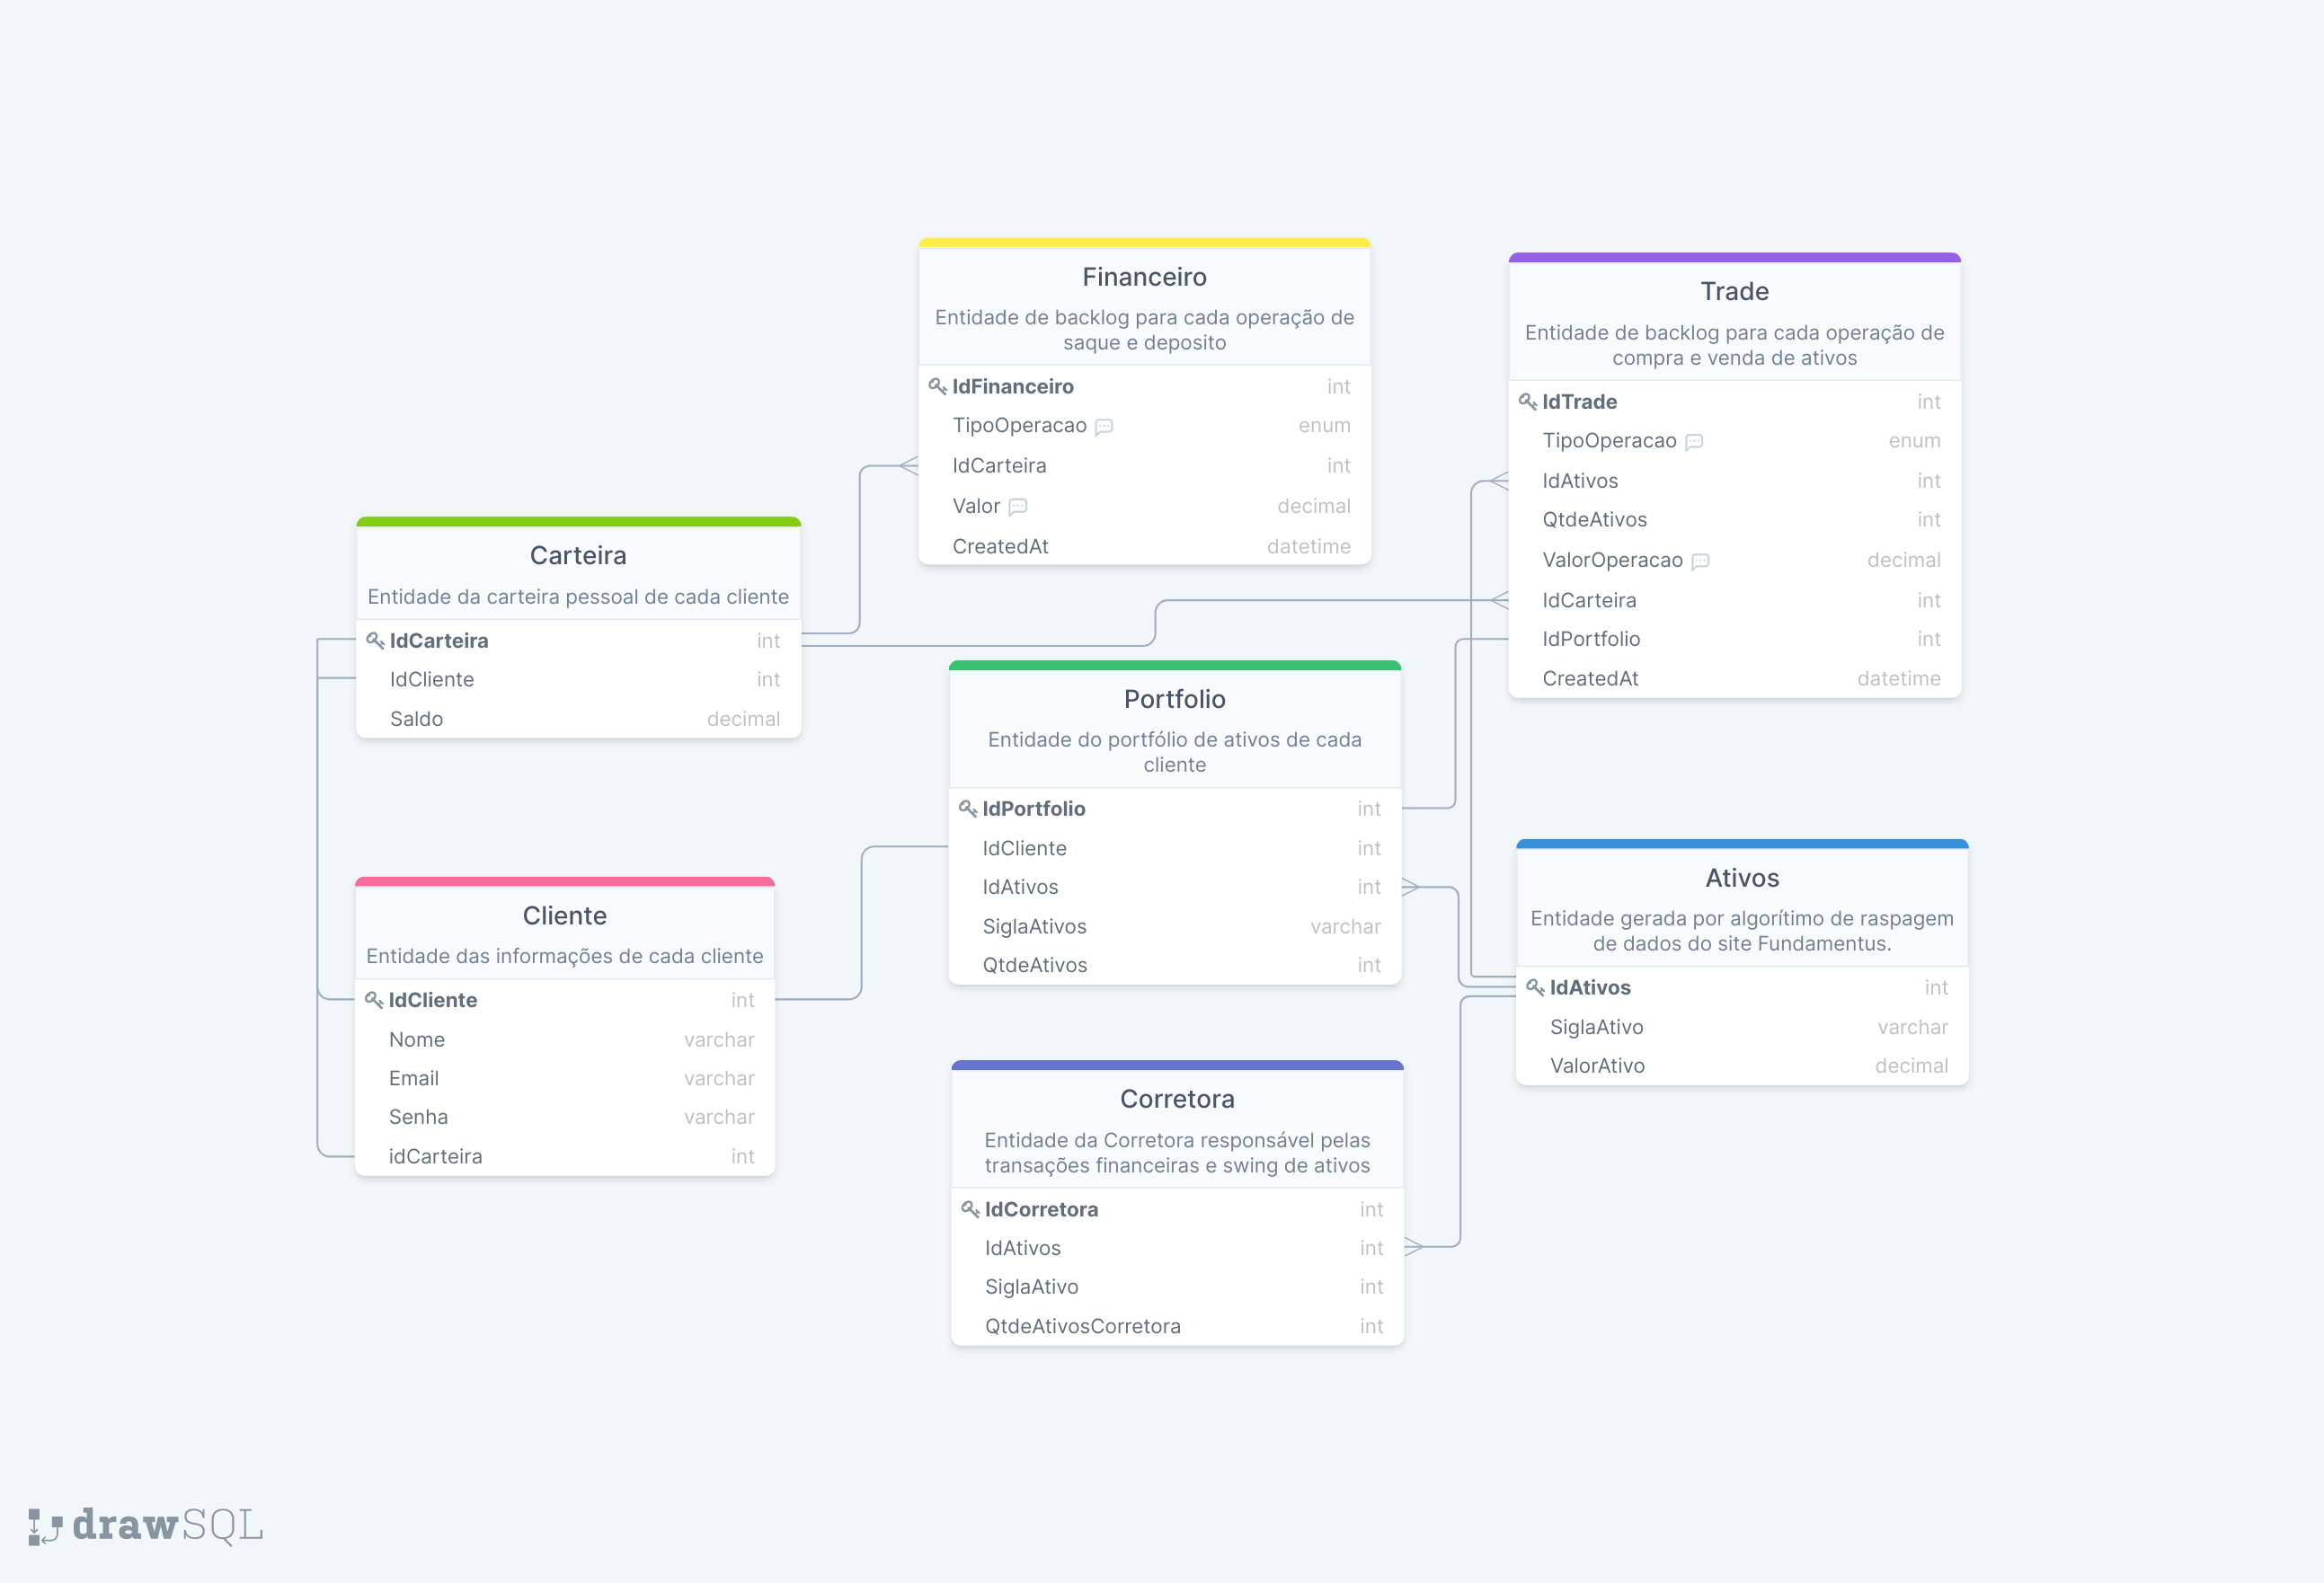 Financeiro
Entidade de backlog para cada operação de
saque e deposito
IdFinanceiro int
TipoOperacao enum
IdCarteira int
Valor decimal
CreatedAt datetime
Trade
Entidade de backlog para cada operação de
compra e venda de ativos
IdTrade int
TipoOperacao enum
IdAtivos int
QtdeAtivos int
ValorOperacao decimal
IdCarteira int
IdPortfolio int
CreatedAt datetime
Carteira
Entidade da carteira pessoal de cada cliente
IdCarteira int
IdCliente int
Saldo decimal
Portfolio
Entidade do portfólio de ativos de cada
cliente
IdPortfolio int
IdCliente int
IdAtivos int
SiglaAtivos varchar
QtdeAtivos int
Cliente
Entidade das informações de cada cliente
IdCliente int
Nome varchar
Email varchar
Senha varchar
idCarteira int
Ativos
Entidade gerada por algorítimo de raspagem
de dados do site Fundamentus.
IdAtivos int
SiglaAtivo varchar
ValorAtivo decimal
Corretora
Entidade da Corretora responsável pelas
transações financeiras e swing de ativos
IdCorretora int
IdAtivos int
SiglaAtivo int
QtdeAtivosCorretora int
drawSQL